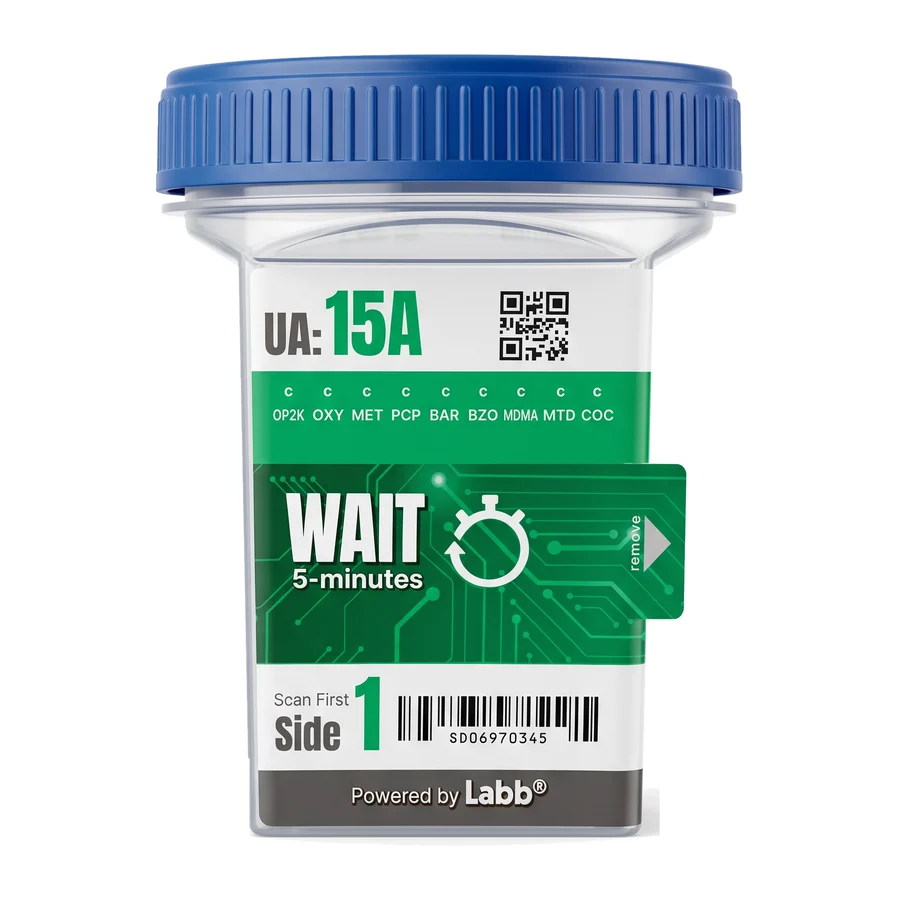 UA: 15A
C C C C C C C C C
OP2K OXY MET PCP BAR BZO MDMA MTD COC
WAIT
5-minutes
remove
Scan First
Side 1
SD06970345
Powered by Labb®